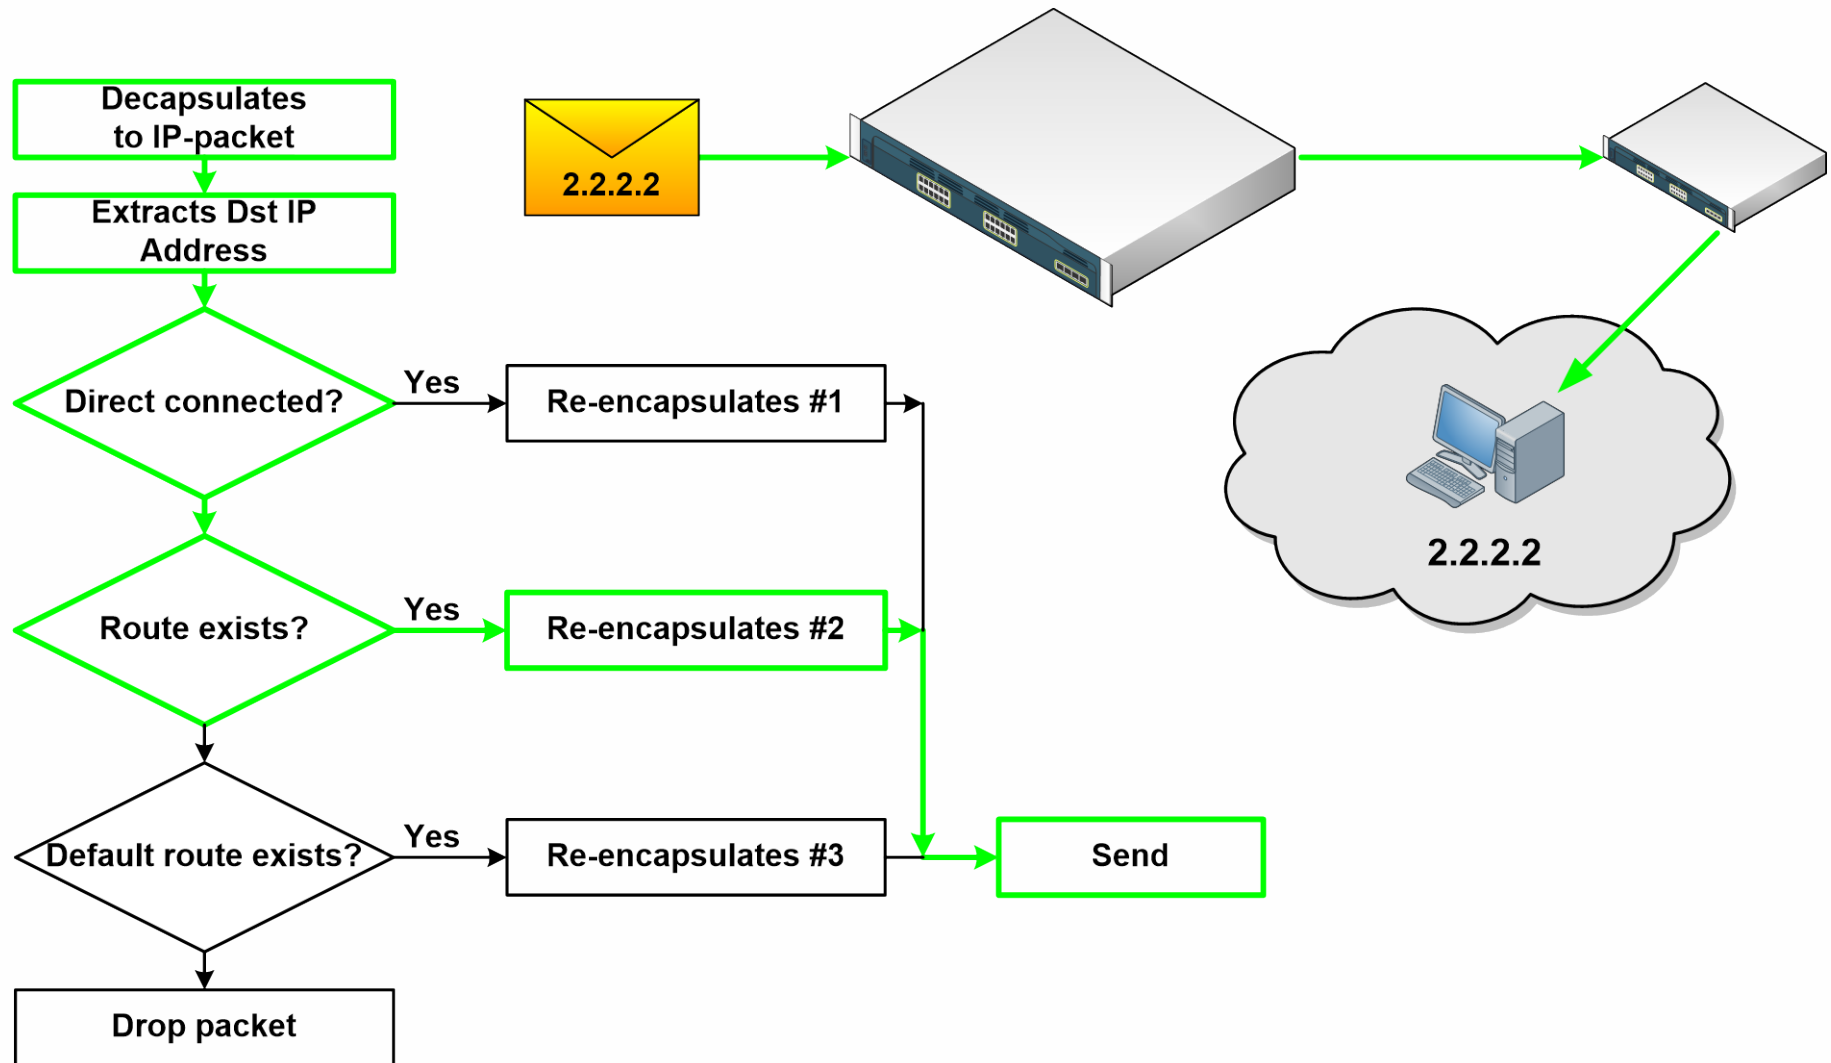 Decapsulates
to IP-packet
2.2.2.2
Extracts Dst IP
Address
Direct connected?
Yes
Re-encapsulates #1
2.2.2.2
Route exists?
Yes
Re-encapsulates #2
Default route exists?
Yes
Re-encapsulates #3
Send
Drop packet